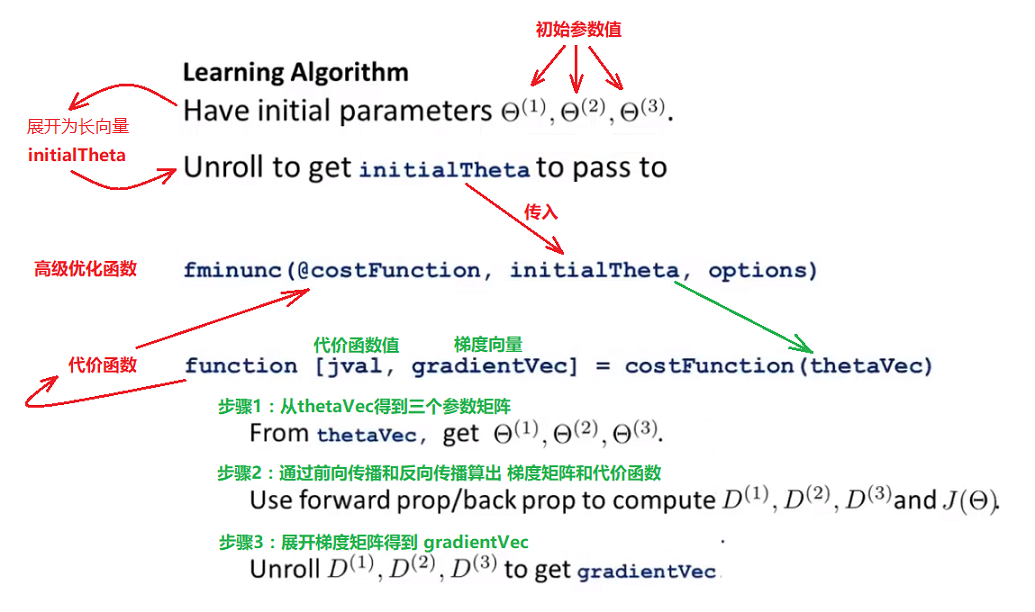 初始参数值
Learning Algorithm
Have initial parameters Θ⁽¹⁾, Θ⁽²⁾, Θ⁽³⁾.
展开为长向量
initialTheta
Unroll to get initialTheta to pass to
传入
高级优化函数
fminunc(@costFunction, initialTheta, options)
代价函数值 梯度向量
代价函数
function [jval, gradientVec] = costFunction(thetaVec)
步骤1：从thetaVec得到三个参数矩阵
From thetaVec, get Θ⁽¹⁾, Θ⁽²⁾, Θ⁽³⁾.
步骤2：通过前向传播和反向传播算出 梯度矩阵和代价函数
Use forward prop/back prop to compute D⁽¹⁾, D⁽²⁾, D⁽³⁾ and J(Θ).
步骤3：展开梯度矩阵得到 gradientVec
Unroll D⁽¹⁾, D⁽²⁾, D⁽³⁾ to get gradientVec